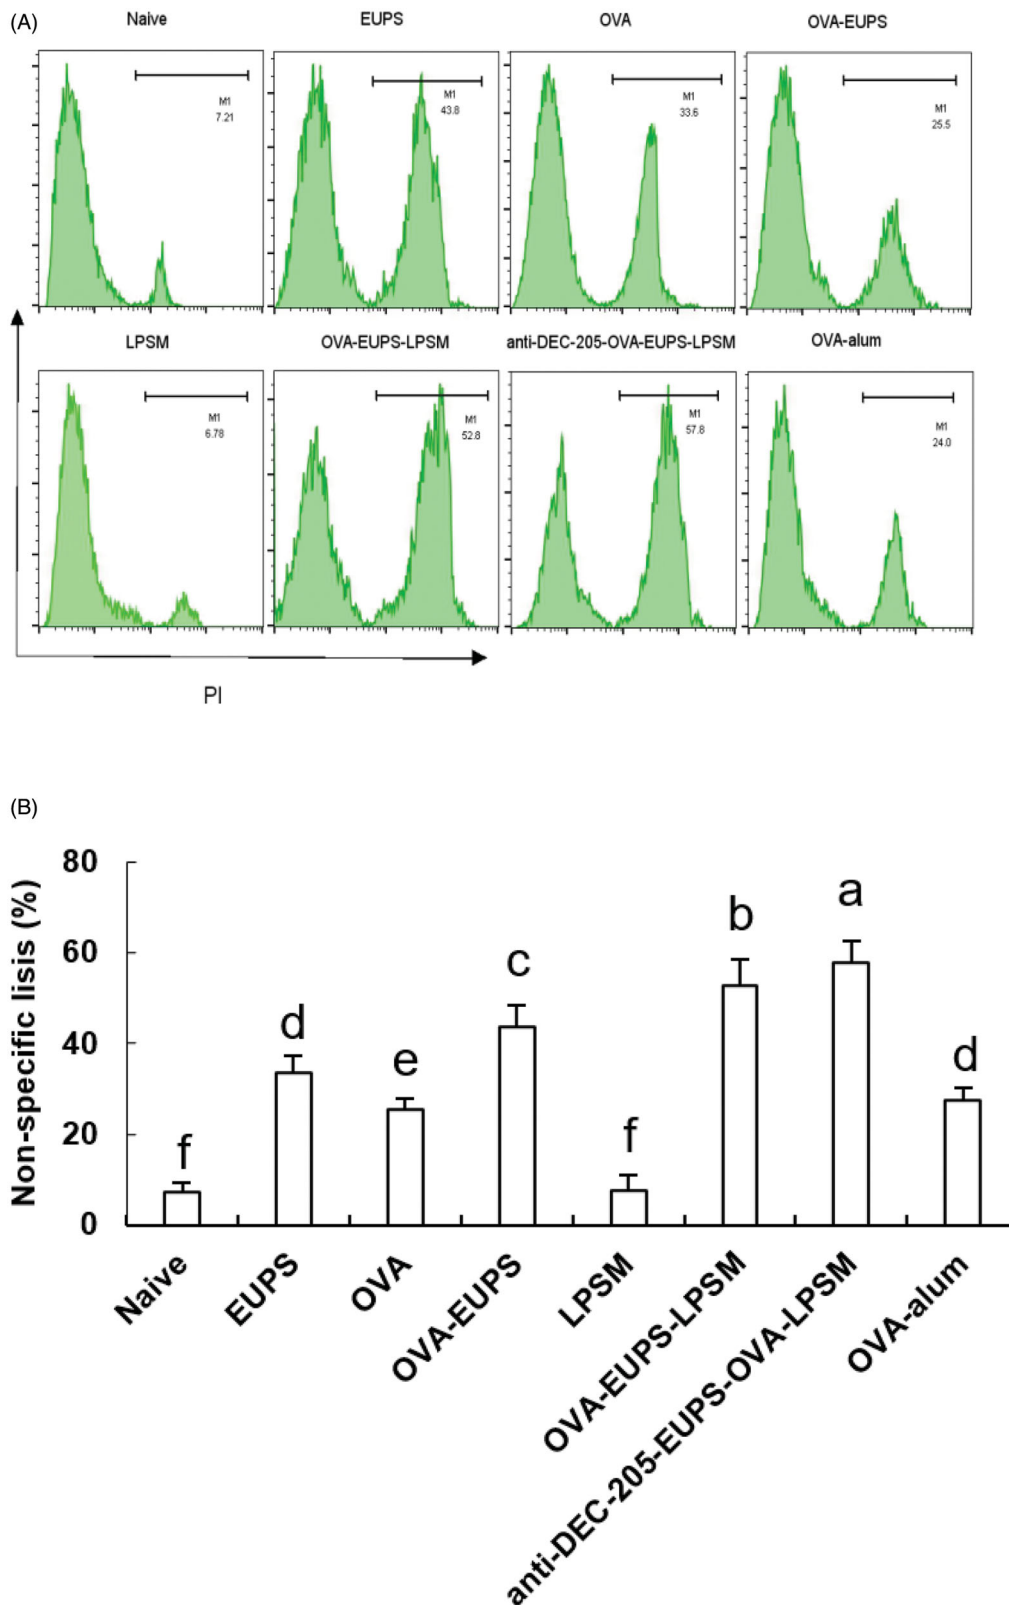 (A)
Naive
EUPS
OVA
OVA-EUPS
M1
7.21
M1
43.8
M1
33.6
M1
25.5
LPSM
OVA-EUPS-LPSM
anti-DEC-205-OVA-EUPS-LPSM
OVA-alum
M1
6.78
M1
52.8
M1
57.8
M1
24.0
PI
(B)
Non-specific lisis (%)
80
60
40
20
0
f
d
e
c
f
b
a
d
Naive
EUPS
OVA
OVA-EUPS
LPSM
OVA-EUPS-LPSM
anti-DEC-205-EUPS-OVA-LPSM
OVA-alum